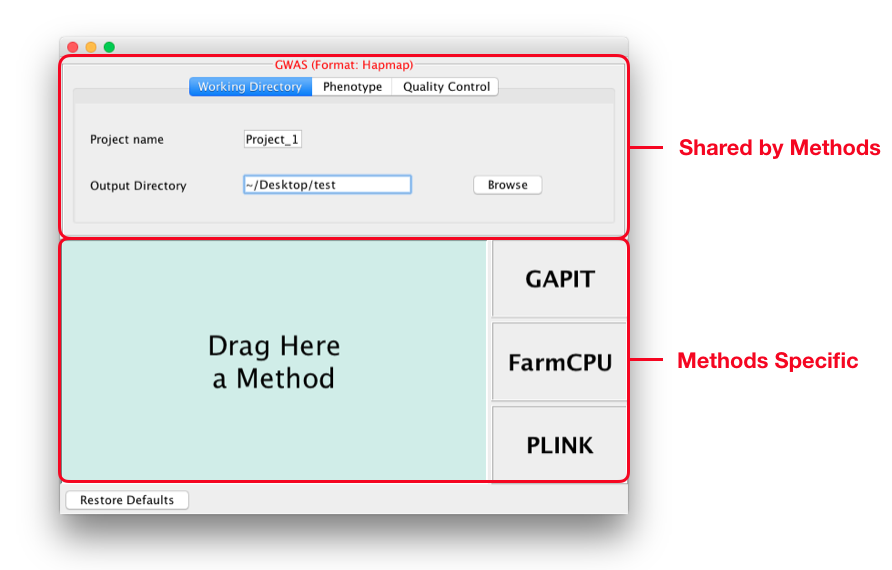 GWAS (Format: Hapmap)
Working Directory Phenotype Quality Control
Project name Project_1
Shared by Methods
Output Directory ~/Desktop/test Browse
GAPIT
Drag Here
a Method
FarmCPU
Methods Specific
PLINK
Restore Defaults